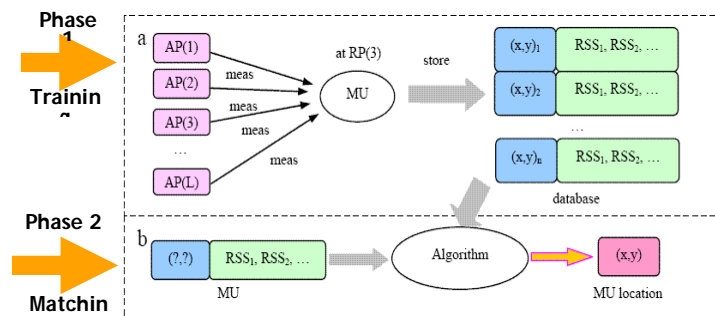 Phase
1
Trainin
g
a
AP(1)
AP(2)
AP(3)
...
AP(L)
meas
meas
meas
meas
at RP(3)
MU
store
(x,y)₁ RSS₁, RSS₂, ...
(x,y)₂ RSS₁, RSS₂, ...
...
(x,y)ₙ RSS₁, RSS₂, ...
database
Phase 2
Matchin
b
(?,?) RSS₁, RSS₂, ...
MU
Algorithm
(x,y)
MU location